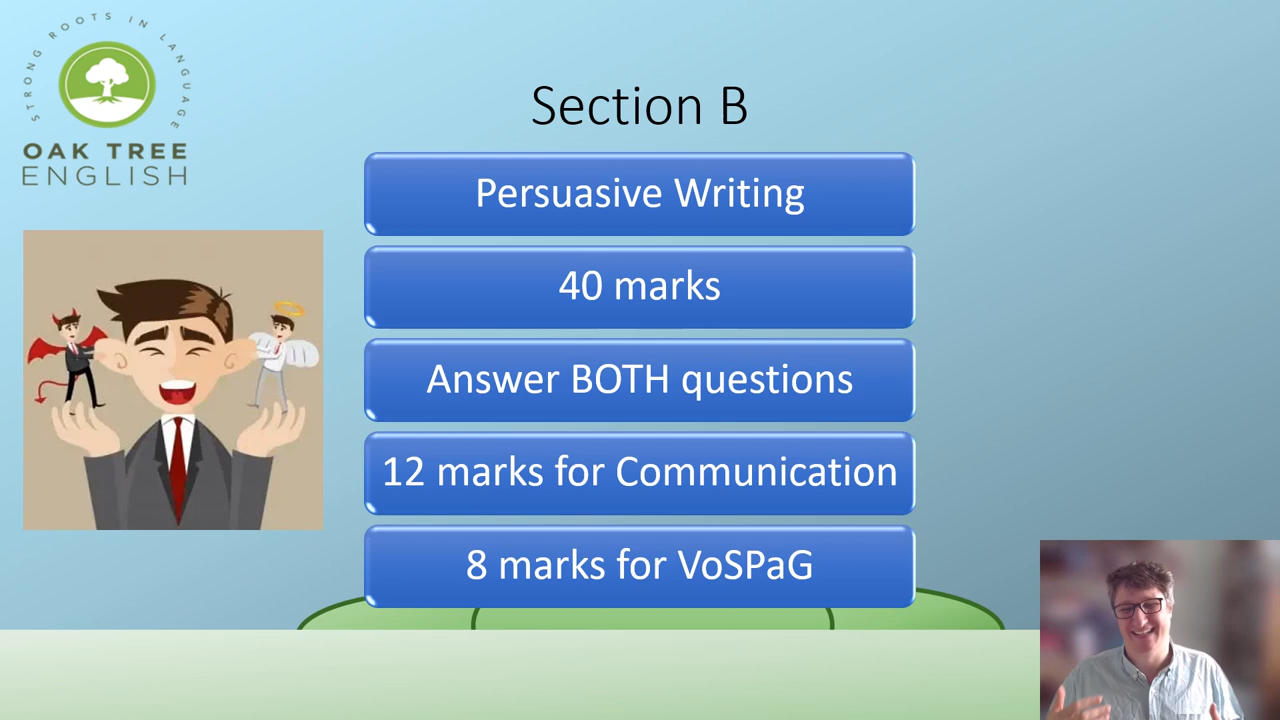 STRONG ROOTS IN LANGUAGE
OAK TREE
ENGLISH
Section B
Persuasive Writing
40 marks
Answer BOTH questions
12 marks for Communication
8 marks for VoSPaG